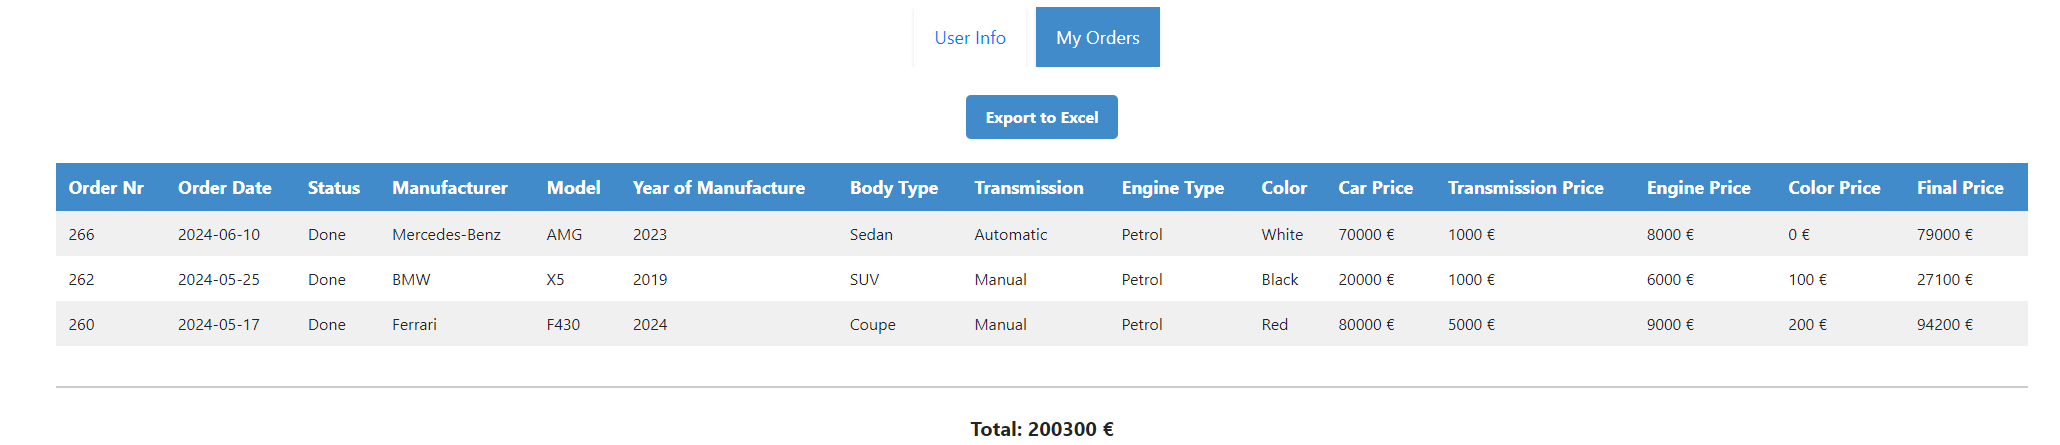 User Info My Orders
Export to Excel
Order Nr Order Date Status Manufacturer Model Year of Manufacture Body Type Transmission Engine Type Color Car Price Transmission Price Engine Price Color Price Final Price
266 2024-06-10 Done Mercedes-Benz AMG 2023 Sedan Automatic Petrol White 70000 € 1000 € 8000 € 0 € 79000 €
262 2024-05-25 Done BMW X5 2019 SUV Manual Petrol Black 20000 € 1000 € 6000 € 100 € 27100 €
260 2024-05-17 Done Ferrari F430 2024 Coupe Manual Petrol Red 80000 € 5000 € 9000 € 200 € 94200 €
Total: 200300 €